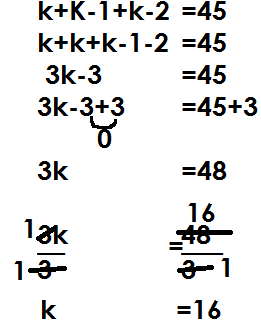 k+K-1+k-2 =45
k+k+k-1-2 =45
3k-3 =45
3k-3+3 =45+3
0
3k =48
1 16
3k = 48
1 3 3 1
k =16